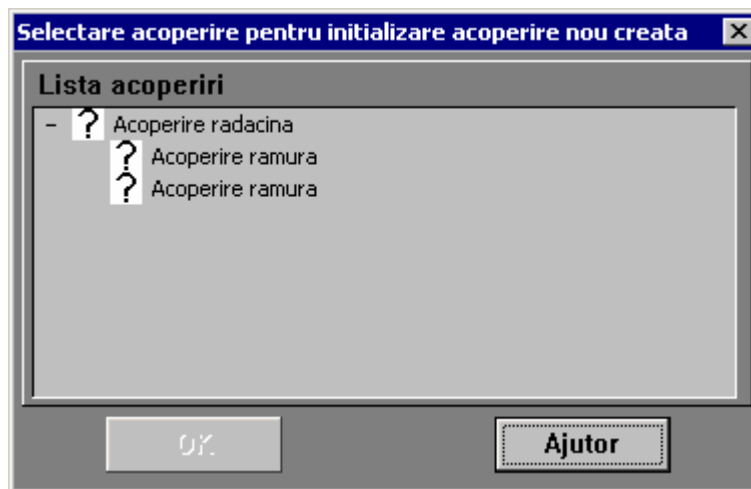 Selectare acoperire pentru initializare acoperire nou creata
Lista acoperiri
– ? Acoperire radacina
? Acoperire ramura
? Acoperire ramura
OK Ajutor